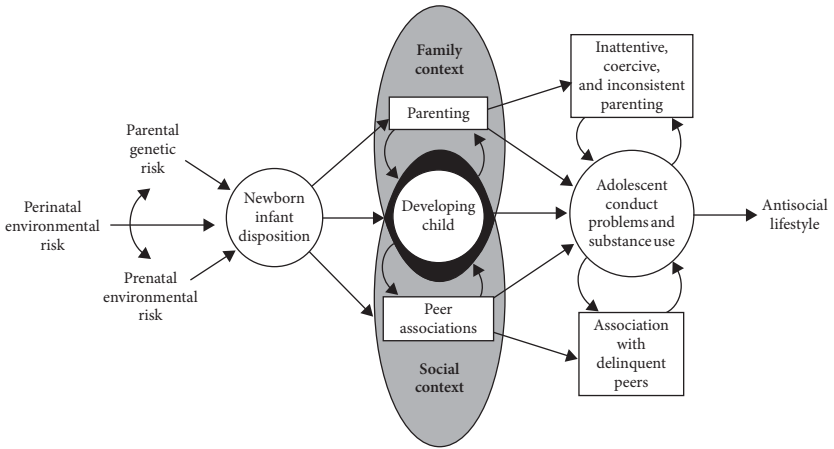 Parental
genetic
risk
Perinatal
environmental
risk
Prenatal
environmental
risk
Newborn
infant
disposition
Family
context
Parenting
Developing
child
Peer
associations
Social
context
Inattentive,
coercive,
and inconsistent
parenting
Adolescent
conduct
problems and
substance use
Association
with
delinquent
peers
Antisocial
lifestyle